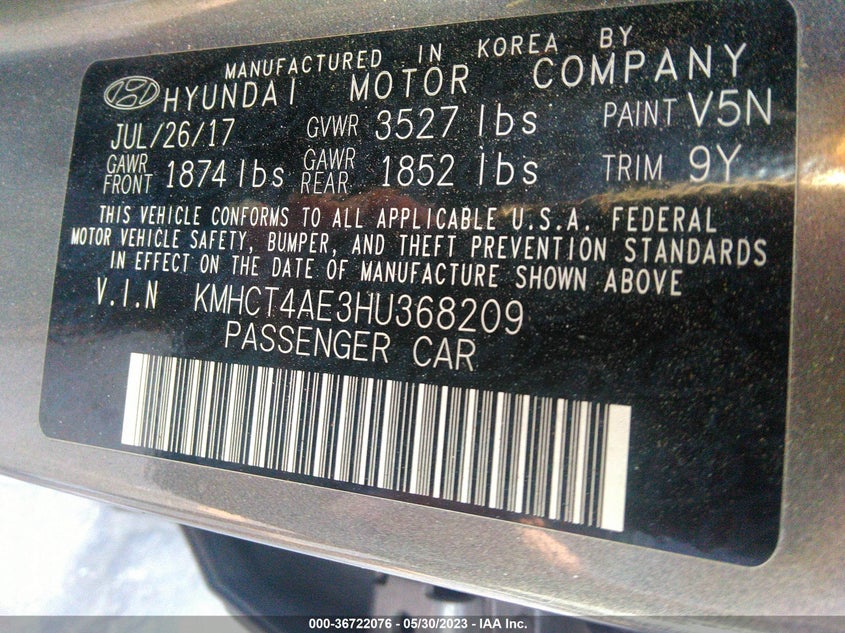 MANUFACTURED IN KOREA BY
HYUNDAI MOTOR COMPANY
JUL/26/17 GVWR 3527 lbs PAINT V5N
GAWR FRONT 1874 lbs GAWR REAR 1852 lbs TRIM 9Y
THIS VEHICLE CONFORMS TO ALL APPLICABLE U.S.A. FEDERAL
MOTOR VEHICLE SAFETY, BUMPER, AND THEFT PREVENTION STANDARDS
IN EFFECT ON THE DATE OF MANUFACTURE SHOWN ABOVE
V.I.N KMHCT4AE3HU368209
PASSENGER CAR
000-36722076 - 05/30/2023 - IAA Inc.